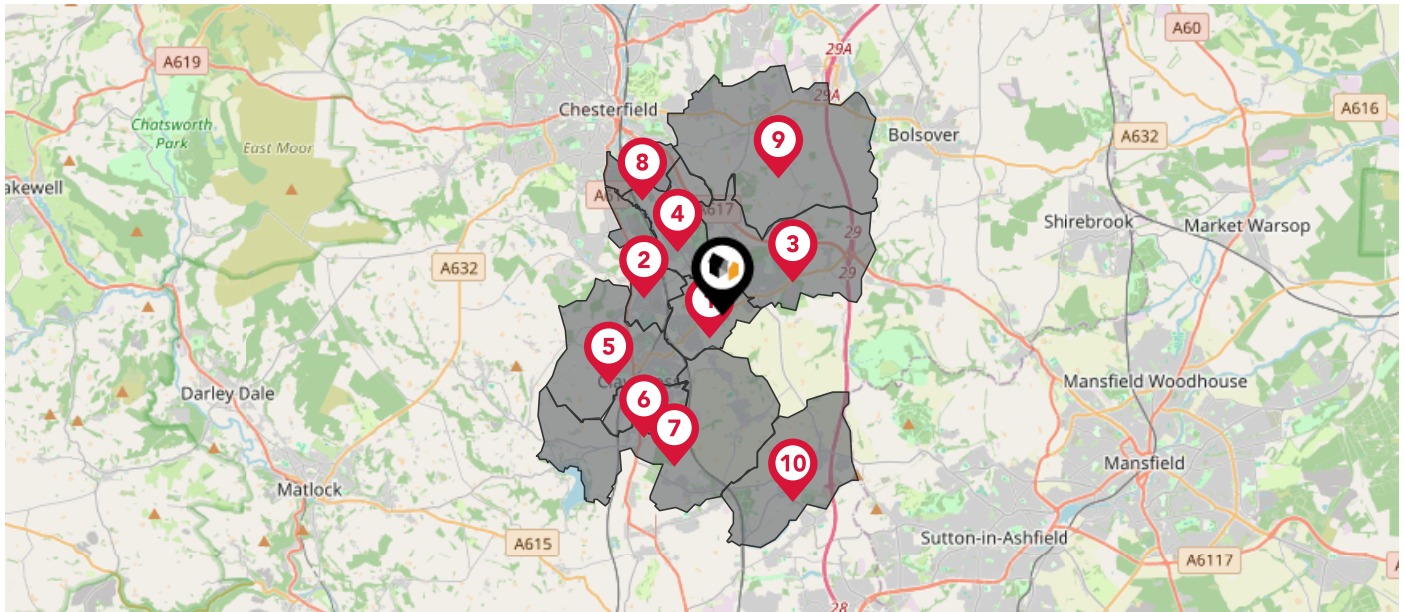 A60
A619
29A
29A
A616
Chesterfield
Chatsworth
Park
East Moor
Bolsover
A632
9
8
akewell
4
A617
Shirebrook
Market Warsop
29
3
2
A632
29
1
5
Darley Dale
Mansfield Woodhouse
6
7
10
Mansfield
Matlock
A615
Sutton-in-Ashfield
A6117
28